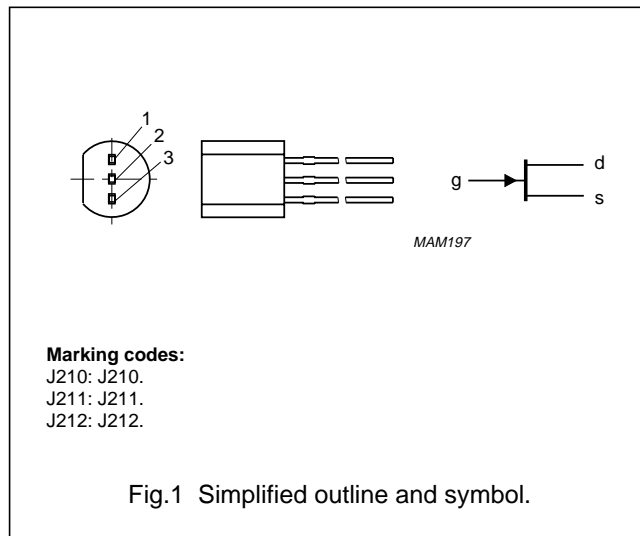 1
2
3
g
d
s
MAM197
Marking codes:
J210: J210.
J211: J211.
J212: J212.
Fig.1 Simplified outline and symbol.